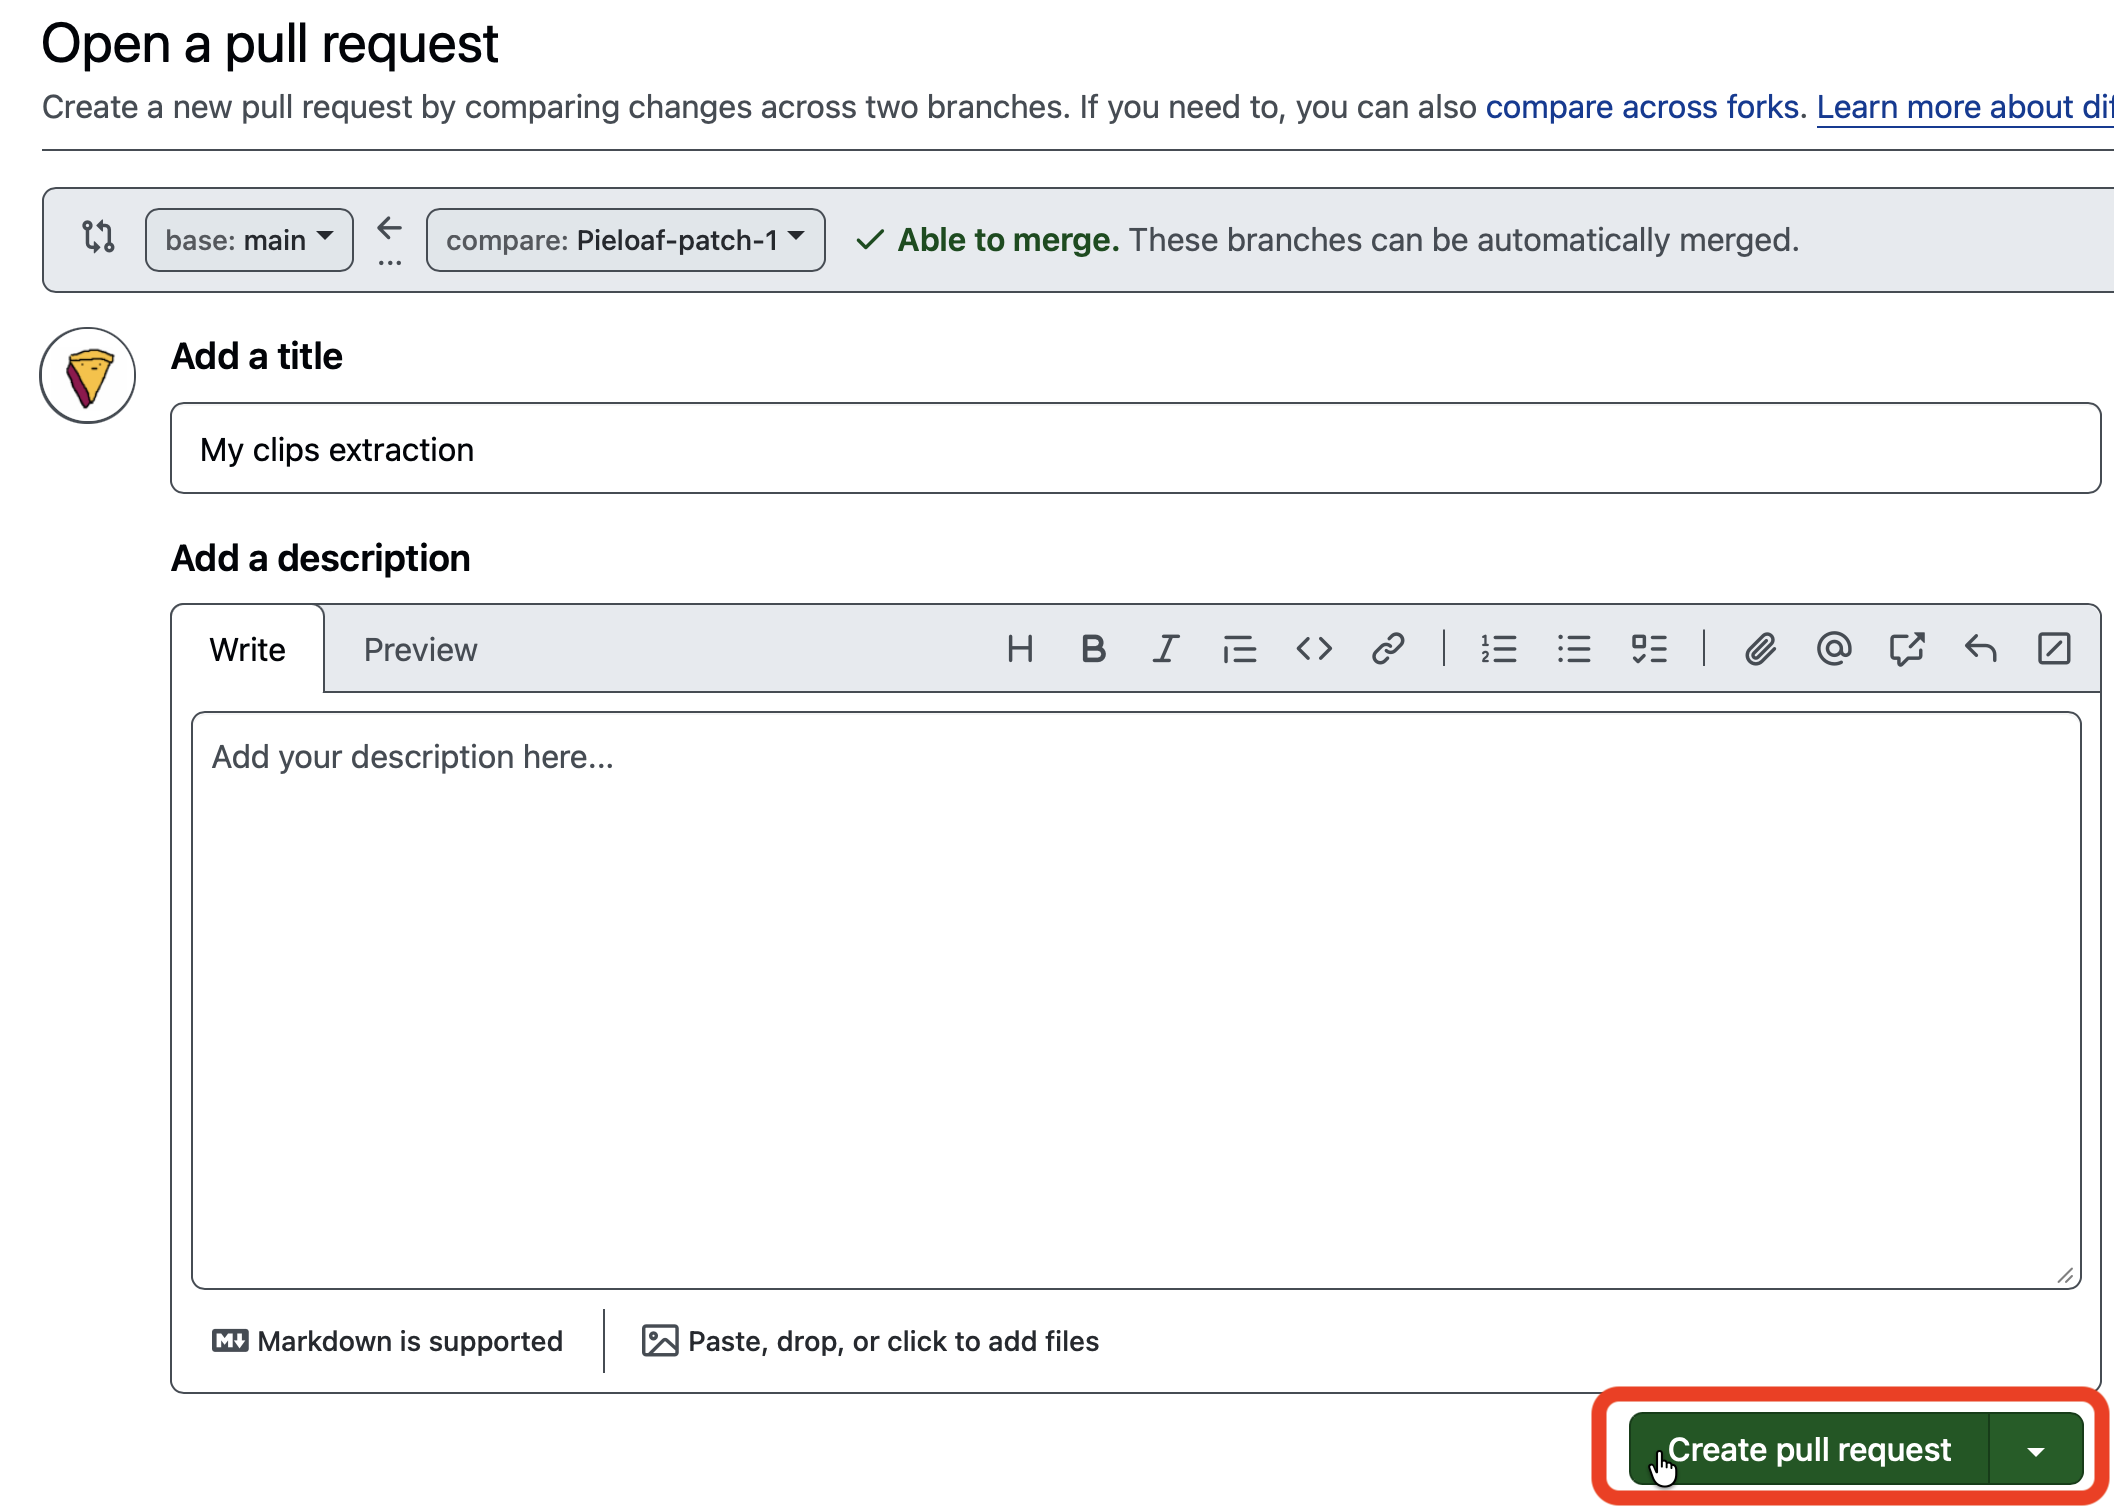 Open a pull request
Create a new pull request by comparing changes across two branches. If you need to, you can also compare across forks. Learn more about
base: main
compare: Pieloaf-patch-1
Able to merge. These branches can be automatically merged.
Add a title
My clips extraction
Add a description
Write
Preview
Add your description here...
Markdown is supported
Paste, drop, or click to add files
Create pull request